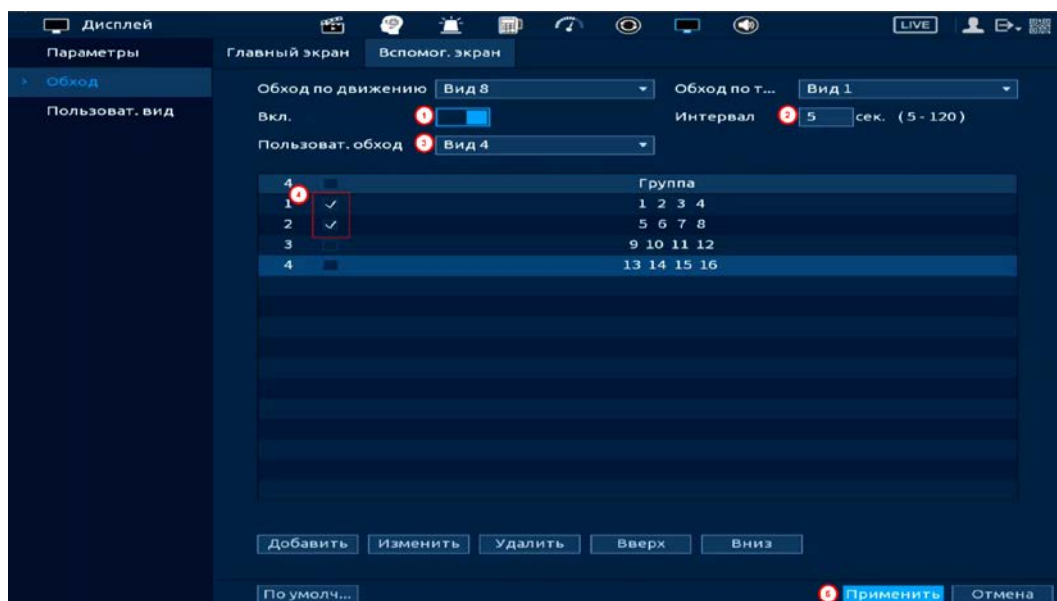 Дисплей LIVE
Параметры Главный экран Вспомог. экран
Обход
Пользоват. вид
Обход по движению Вид 8 Обход по т... Вид 1
Вкл. 1 Интервал 2 5 сек. (5 - 120)
Пользоват. обход 3 Вид 4
4 Группа
4
1 1 2 3 4
2 5 6 7 8
3 9 10 11 12
4 13 14 15 16
Добавить Изменить Удалить Вверх Вниз
По умолч... 5 Применить Отмена